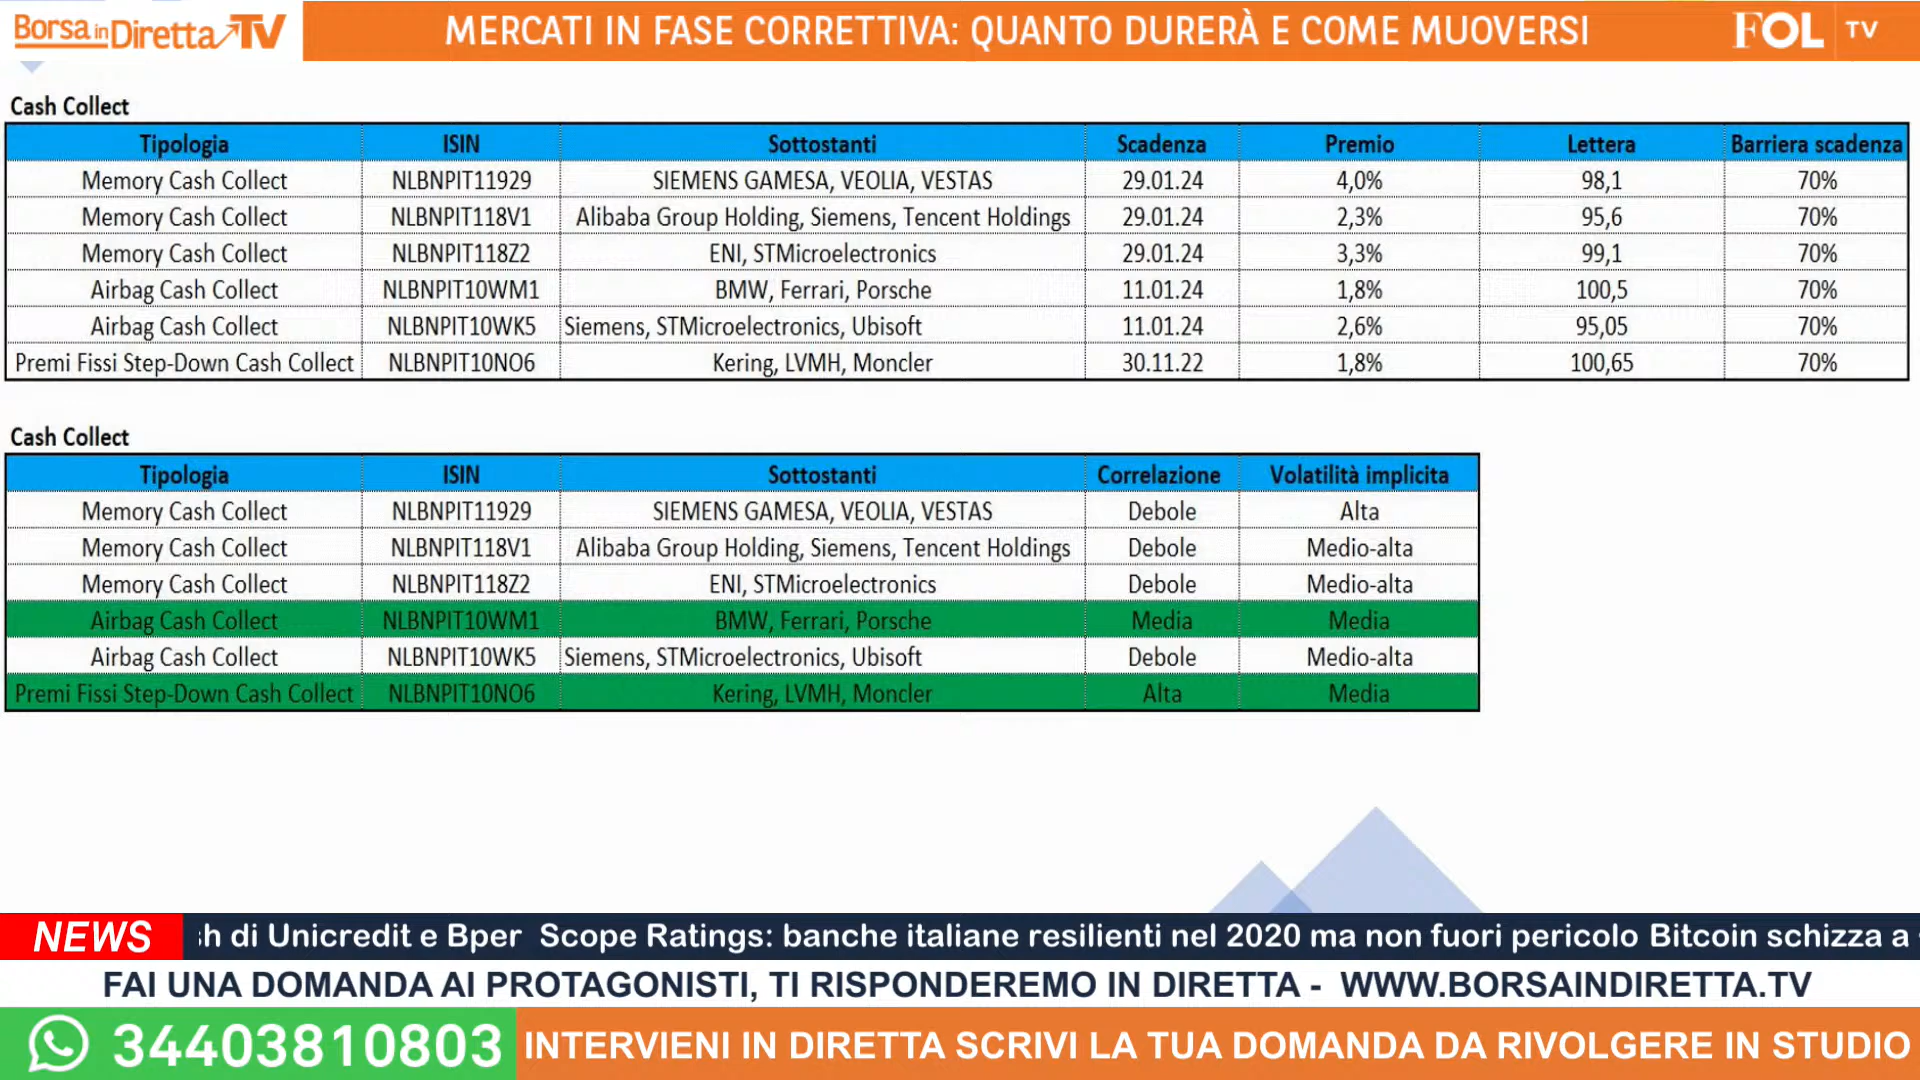 Borsa in Diretta TV
MERCATI IN FASE CORRETTIVA: QUANTO DURERÀ E COME MUOVERSI
FOL TV
Cash Collect
Tipologia ISIN Sottostanti Scadenza Premio Lettera Barriera scadenza
Memory Cash Collect NLBNPIT11929 SIEMENS GAMESA, VEOLIA, VESTAS 29.01.24 4,0% 98,1 70%
Memory Cash Collect NLBNPIT118V1 Alibaba Group Holding, Siemens, Tencent Holdings 29.01.24 2,3% 95,6 70%
Memory Cash Collect NLBNPIT118Z2 ENI, STMicroelectronics 29.01.24 3,3% 99,1 70%
Airbag Cash Collect NLBNPIT10WM1 BMW, Ferrari, Porsche 11.01.24 1,8% 100,5 70%
Airbag Cash Collect NLBNPIT10WK5 Siemens, STMicroelectronics, Ubisoft 11.01.24 2,6% 95,05 70%
Premi Fissi Step-Down Cash Collect NLBNPIT10NO6 Kering, LVMH, Moncler 30.11.22 1,8% 100,65 70%
Cash Collect
Tipologia ISIN Sottostanti Correlazione Volatilità implicita
Memory Cash Collect NLBNPIT11929 SIEMENS GAMESA, VEOLIA, VESTAS Debole Alta
Memory Cash Collect NLBNPIT118V1 Alibaba Group Holding, Siemens, Tencent Holdings Debole Medio-alta
Memory Cash Collect NLBNPIT118Z2 ENI, STMicroelectronics Debole Medio-alta
Airbag Cash Collect NLBNPIT10WM1 BMW, Ferrari, Porsche Media Media
Airbag Cash Collect NLBNPIT10WK5 Siemens, STMicroelectronics, Ubisoft Debole Medio-alta
Premi Fissi Step-Down Cash Collect NLBNPIT10NO6 Kering, LVMH, Moncler Alta Media
NEWS h di Unicredit e Bper Scope Ratings: banche italiane resilienti nel 2020 ma non fuori pericolo Bitcoin schizza a
FAI UNA DOMANDA AI PROTAGONISTI, TI RISPONDEREMO IN DIRETTA - WWW.BORSAINDIRETTA.TV
34403810803 INTERVIENI IN DIRETTA SCRIVI LA TUA DOMANDA DA RIVOLGERE IN STUDIO